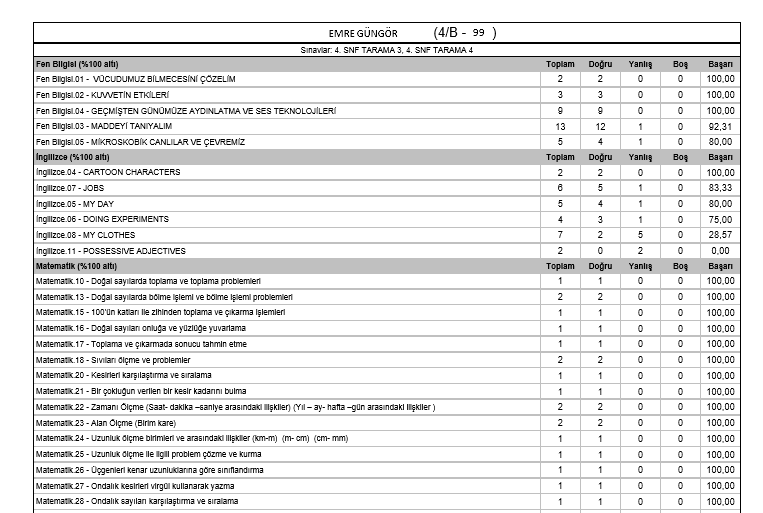 EMRE GÜNGÖR (4/B - 99 )
Sınavlar: 4. SNF TARAMA 3, 4. SNF TARAMA 4
Fen Bilgisi (%100 altı) Toplam Doğru Yanlış Boş Başarı
Fen Bilgisi.01 - VÜCUDUMUZ BİLMECESİNİ ÇÖZELİM 2 2 0 0 100,00
Fen Bilgisi.02 - KUVVETİN ETKİLERİ 3 3 0 0 100,00
Fen Bilgisi.04 - GEÇMİŞTEN GÜNÜMÜZE AYDINLATMA VE SES TEKNOLOJİLERİ 9 9 0 0 100,00
Fen Bilgisi.03 - MADDEYİ TANIYALIM 13 12 1 0 92,31
Fen Bilgisi.05 - MİKROSKOBİK CANLILAR VE ÇEVREMİZ 5 4 1 0 80,00
İngilizce (%100 altı) Toplam Doğru Yanlış Boş Başarı
İngilizce.04 - CARTOON CHARACTERS 2 2 0 0 100,00
İngilizce.07 - JOBS 6 5 1 0 83,33
İngilizce.05 - MY DAY 5 4 1 0 80,00
İngilizce.06 - DOING EXPERIMENTS 4 3 1 0 75,00
İngilizce.08 - MY CLOTHES 7 2 5 0 28,57
İngilizce.11 - POSSESSIVE ADJECTIVES 2 0 2 0 0,00
Matematik (%100 altı) Toplam Doğru Yanlış Boş Başarı
Matematik.10 - Doğal sayılarda toplama ve toplama problemleri 1 1 0 0 100,00
Matematik.13 - Doğal sayılarda bölme işlemi ve bölme işlemi problemleri 2 2 0 0 100,00
Matematik.15 - 100'ün katları ile zihinden toplama ve çıkarma işlemleri 1 1 0 0 100,00
Matematik.16 - Doğal sayıları onluğa ve yüzlüğe yuvarlama 1 1 0 0 100,00
Matematik.17 - Toplama ve çıkarmada sonucu tahmin etme 1 1 0 0 100,00
Matematik.18 - Sıvıları ölçme ve problemler 2 2 0 0 100,00
Matematik.20 - Kesirleri karşılaştırma ve sıralama 1 1 0 0 100,00
Matematik.21 - Bir çokluğun verilen bir kesir kadarını bulma 1 1 0 0 100,00
Matematik.22 - Zamanı Ölçme (Saat- dakika –saniye arasındaki ilişkiler) (Yıl – ay- hafta –gün arasındaki ilişkiler ) 2 2 0 0 100,00
Matematik.23 - Alan Ölçme (Birim kare) 2 2 0 0 100,00
Matematik.24 - Uzunluk ölçme birimleri ve arasındaki ilişkiler (km-m) (m- cm) (cm- mm) 1 1 0 0 100,00
Matematik.25 - Uzunluk ölçme ile ilgili problem çözme ve kurma 1 1 0 0 100,00
Matematik.26 - Üçgenleri kenar uzunluklarına göre sınıflandırma 1 1 0 0 100,00
Matematik.27 - Ondalık kesirleri virgül kullanarak yazma 1 1 0 0 100,00
Matematik.28 - Ondalık sayıları karşılaştırma ve sıralama 1 1 0 0 100,00